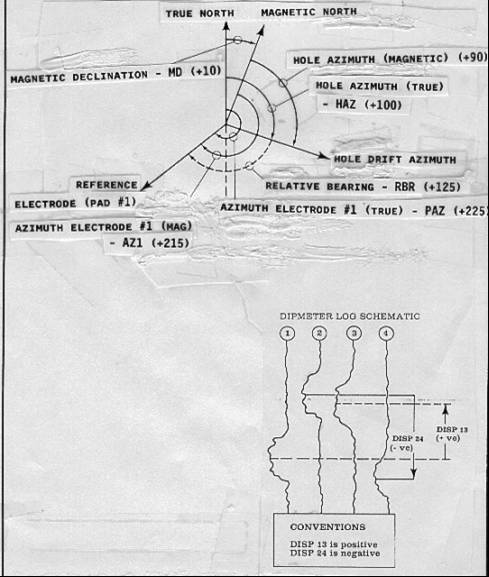 TRUE NORTH MAGNETIC NORTH
HOLE AZIMUTH (MAGNETIC) (+90)
MAGNETIC DECLINATION - MD (+10)
HOLE AZIMUTH (TRUE)
- HAZ (+100)
HOLE DRIFT AZIMUTH
REFERENCE
ELECTRODE (PAD #1)
RELATIVE BEARING - RBR (+125)
AZIMUTH ELECTRODE #1 (TRUE) - PAZ (+225)
AZIMUTH ELECTRODE #1 (MAG)
- AZ1 (+215)
DIPMETER LOG SCHEMATIC
1 2 3 4
DISP 13
(+ ve)
DISP 24
(- ve)
CONVENTIONS
DISP 13 is positive
DISP 24 is negative